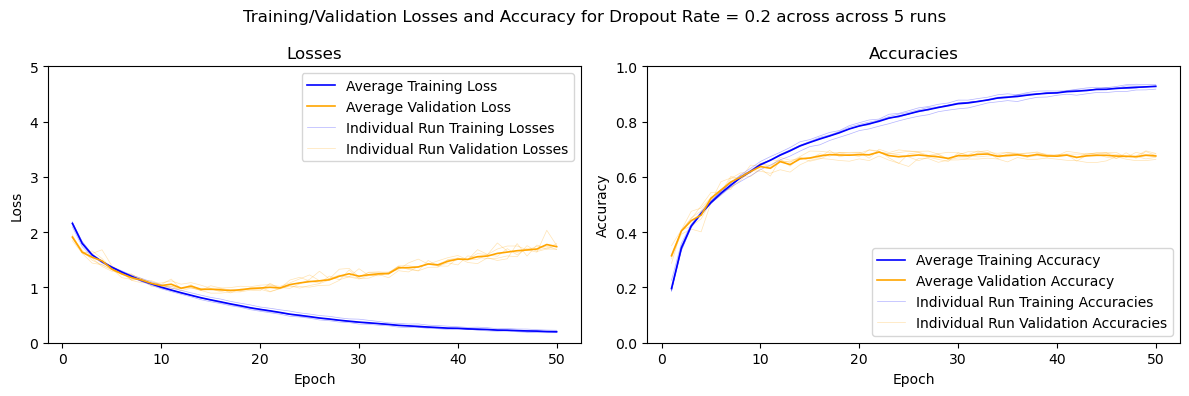 Training/Validation Losses and Accuracy for Dropout Rate = 0.2 across across 5 runs
Losses
5
4
3
2
1
0
Loss
Average Training Loss
Average Validation Loss
Individual Run Training Losses
Individual Run Validation Losses
0 10 20 30 40 50
Epoch
Accuracies
1.0
0.8
0.6
0.4
0.2
0.0
Accuracy
Average Training Accuracy
Average Validation Accuracy
Individual Run Training Accuracies
Individual Run Validation Accuracies
0 10 20 30 40 50
Epoch